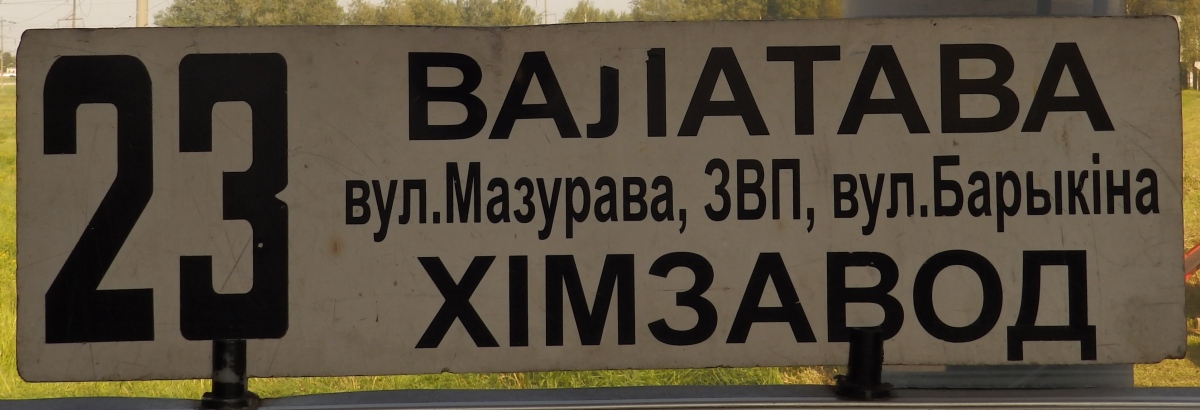 23
ВАЛАТАВА
вул.Мазурава, ЗВП, вул.Барыкіна
ХІМЗАВОД